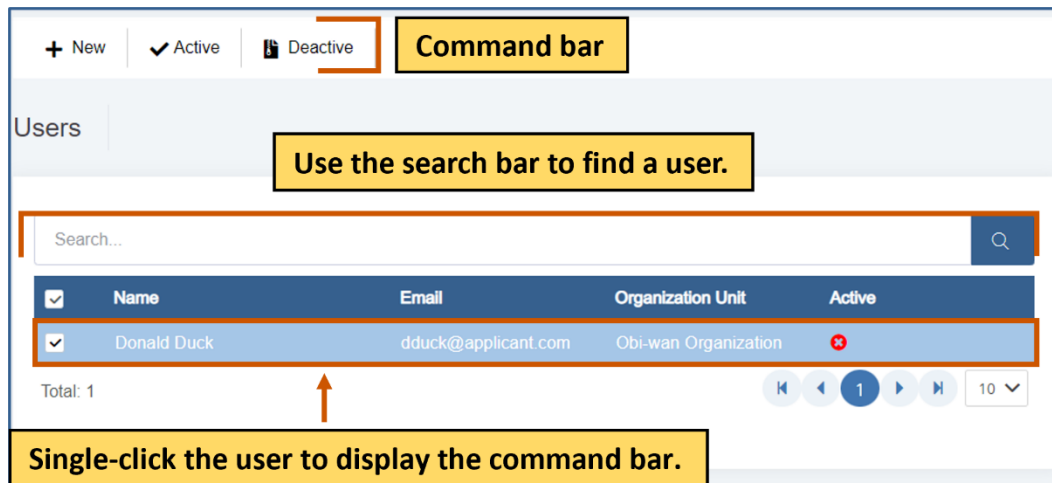 New Active Deactive Command bar
Users
Use the search bar to find a user.
Search...
Name Email Organization Unit Active
Donald Duck dduck@applicant.com Obi-wan Organization
Total: 1 1 10
Single-click the user to display the command bar.